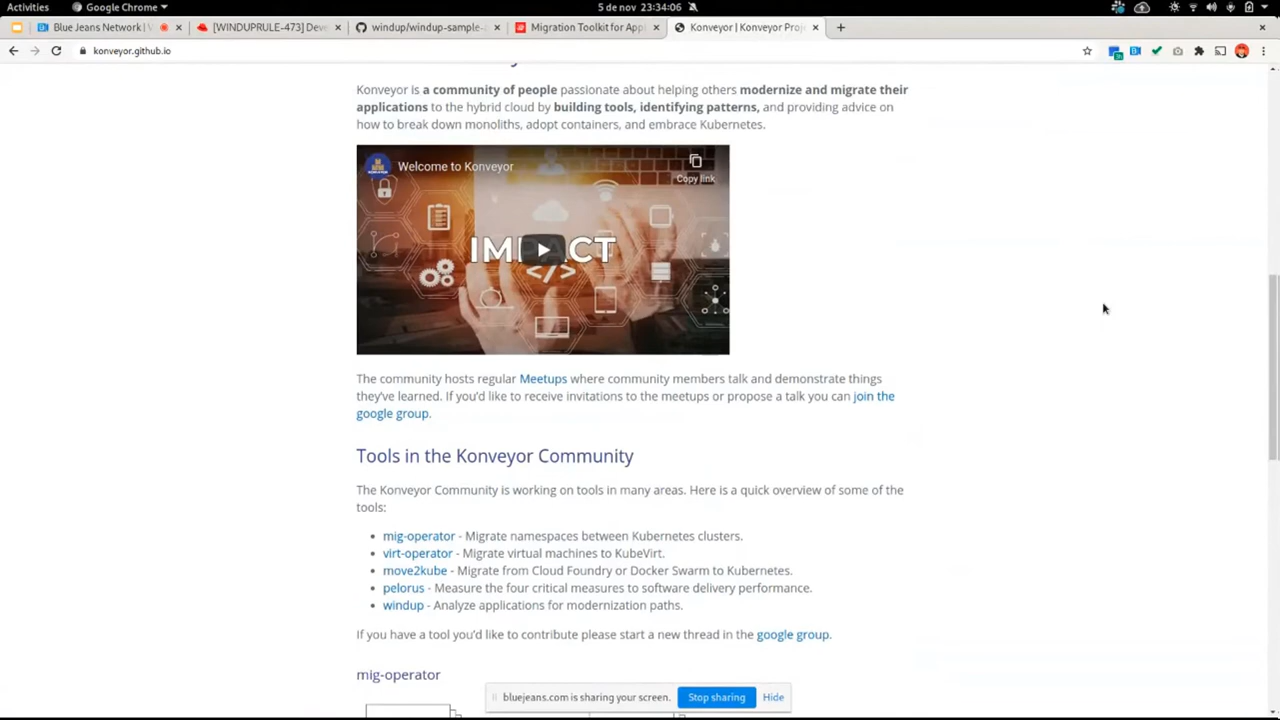 Activities
Google Chrome
5 de nov 23:34:06
Blue Jeans Network |
[WINDUPRULE-473] Deve
windup/windup-sample-
Migration Toolkit for App
Konveyor | Konveyor Proj
konveyor.github.io
Konveyor is a community of people passionate about helping others modernize and migrate their
applications to the hybrid cloud by building tools, identifying patterns, and providing advice on
how to break down monoliths, adopt containers, and embrace Kubernetes.
Welcome to Konveyor
Copy link
The community hosts regular Meetups where community members talk and demonstrate things
they've learned. If you'd like to receive invitations to the meetups or propose a talk you can join the
google group.
Tools in the Konveyor Community
The Konveyor Community is working on tools in many areas. Here is a quick overview of some of the
tools:
• mig-operator - Migrate namespaces between Kubernetes clusters.
• virt-operator - Migrate virtual machines to KubeVirt.
• move2kube - Migrate from Cloud Foundry or Docker Swarm to Kubernetes.
• pelorus - Measure the four critical measures to software delivery performance.
• windup - Analyze applications for modernization paths.
If you have a tool you'd like to contribute please start a new thread in the google group.
mig-operator
bluejeans.com is sharing your screen.
Stop sharing
Hide